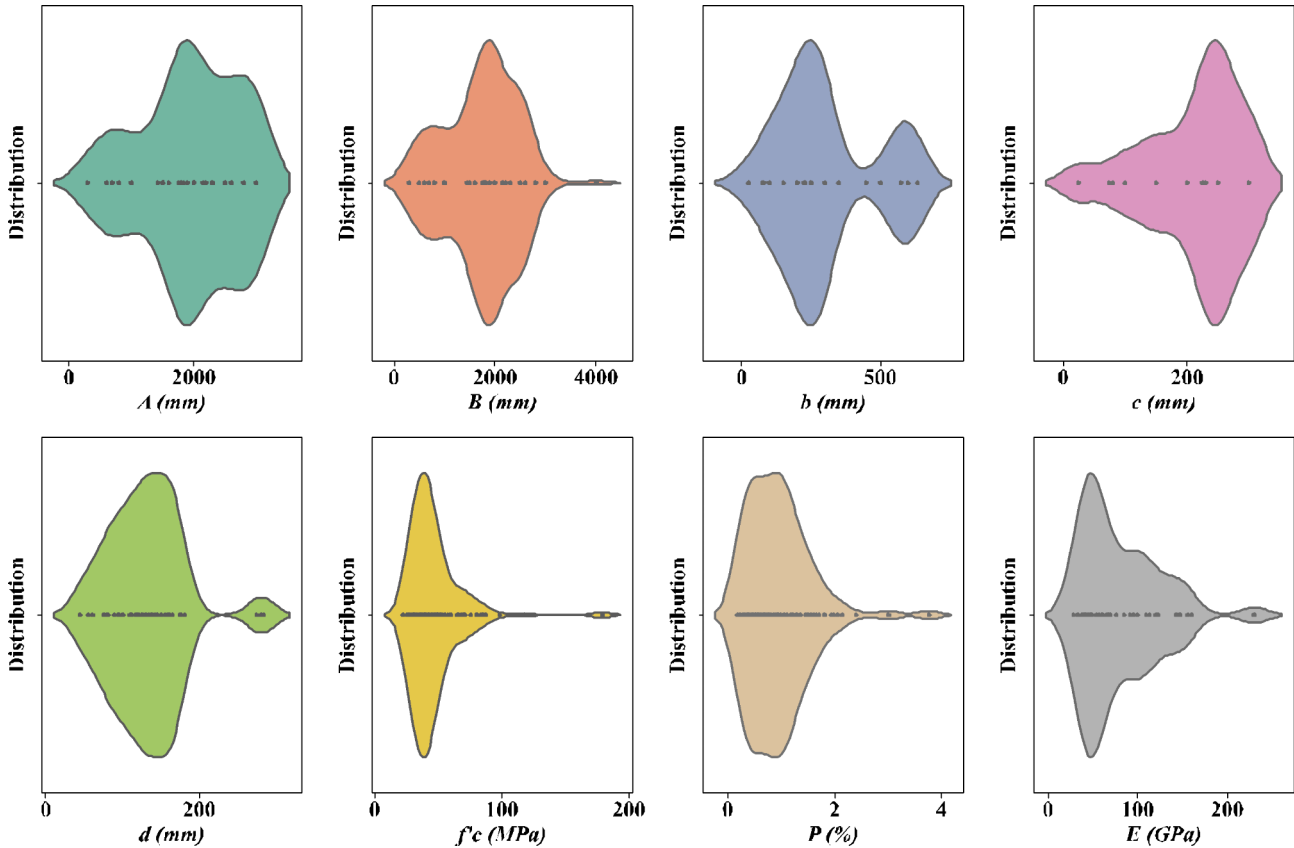 Distribution Distribution Distribution Distribution
0 2000 0 2000 4000 0 500 0 200
A (mm) B (mm) b (mm) c (mm)
Distribution Distribution Distribution Distribution
0 200 0 100 200 0 2 4 0 100 200
d (mm) f'c (MPa) P (%) E (GPa)